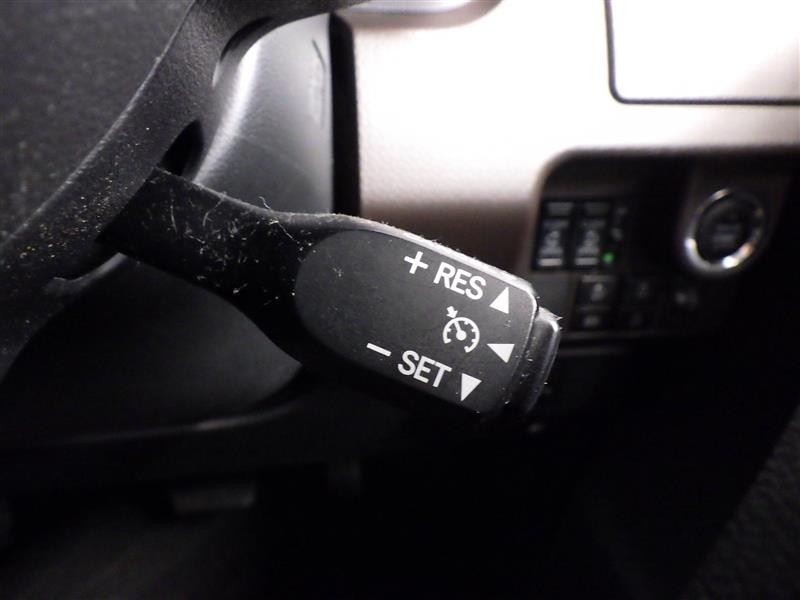 + RES
− SET